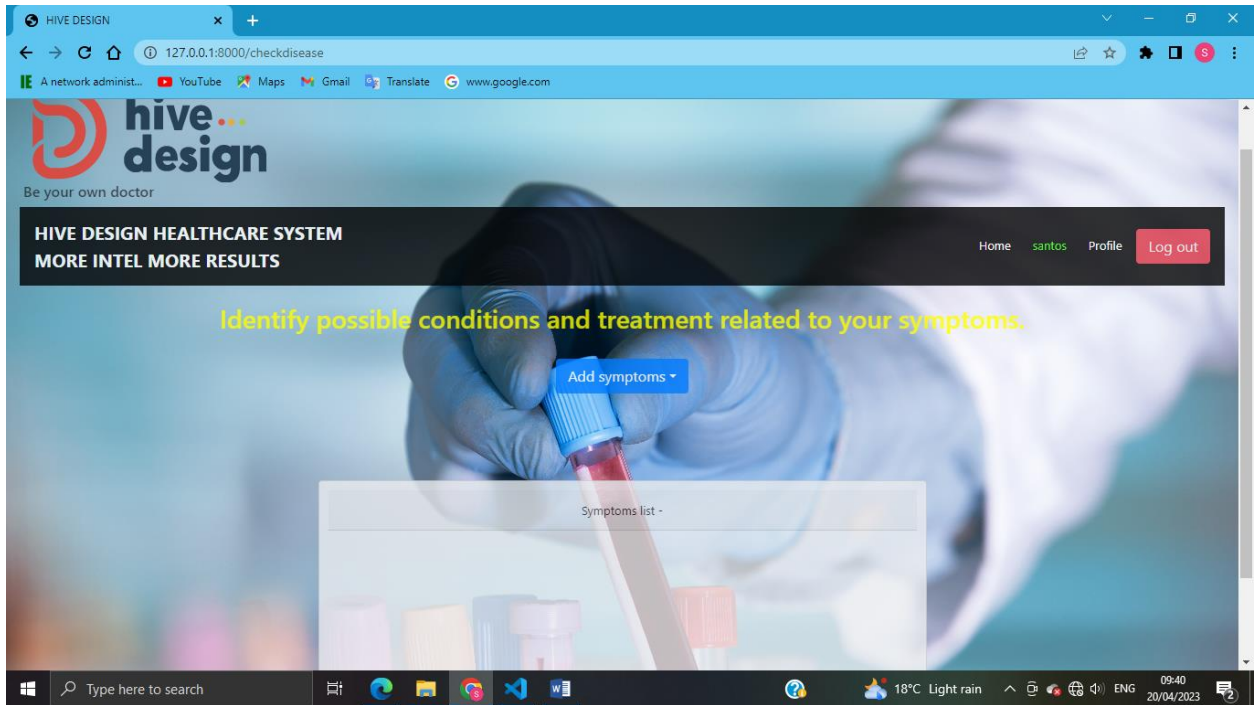 HIVE DESIGN
127.0.0.1:8000/checkdisease
A network administ... YouTube Maps Gmail Translate www.google.com
hive...
design
Be your own doctor
HIVE DESIGN HEALTHCARE SYSTEM
MORE INTEL MORE RESULTS
Home santos Profile Log out
Identify possible conditions and treatment related to your symptoms.
Add symptoms
Symptoms list -
Type here to search
18°C Light rain
ENG
09:40
20/04/2023
2